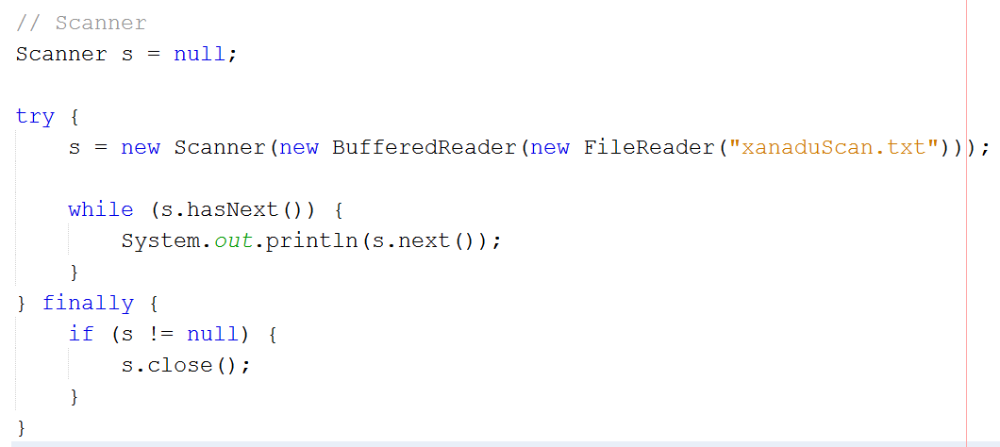 // Scanner
Scanner s = null;
try {
s = new Scanner(new BufferedReader(new FileReader("xanaduScan.txt")));
while (s.hasNext()) {
System.out.println(s.next());
}
} finally {
if (s != null) {
s.close();
}
}